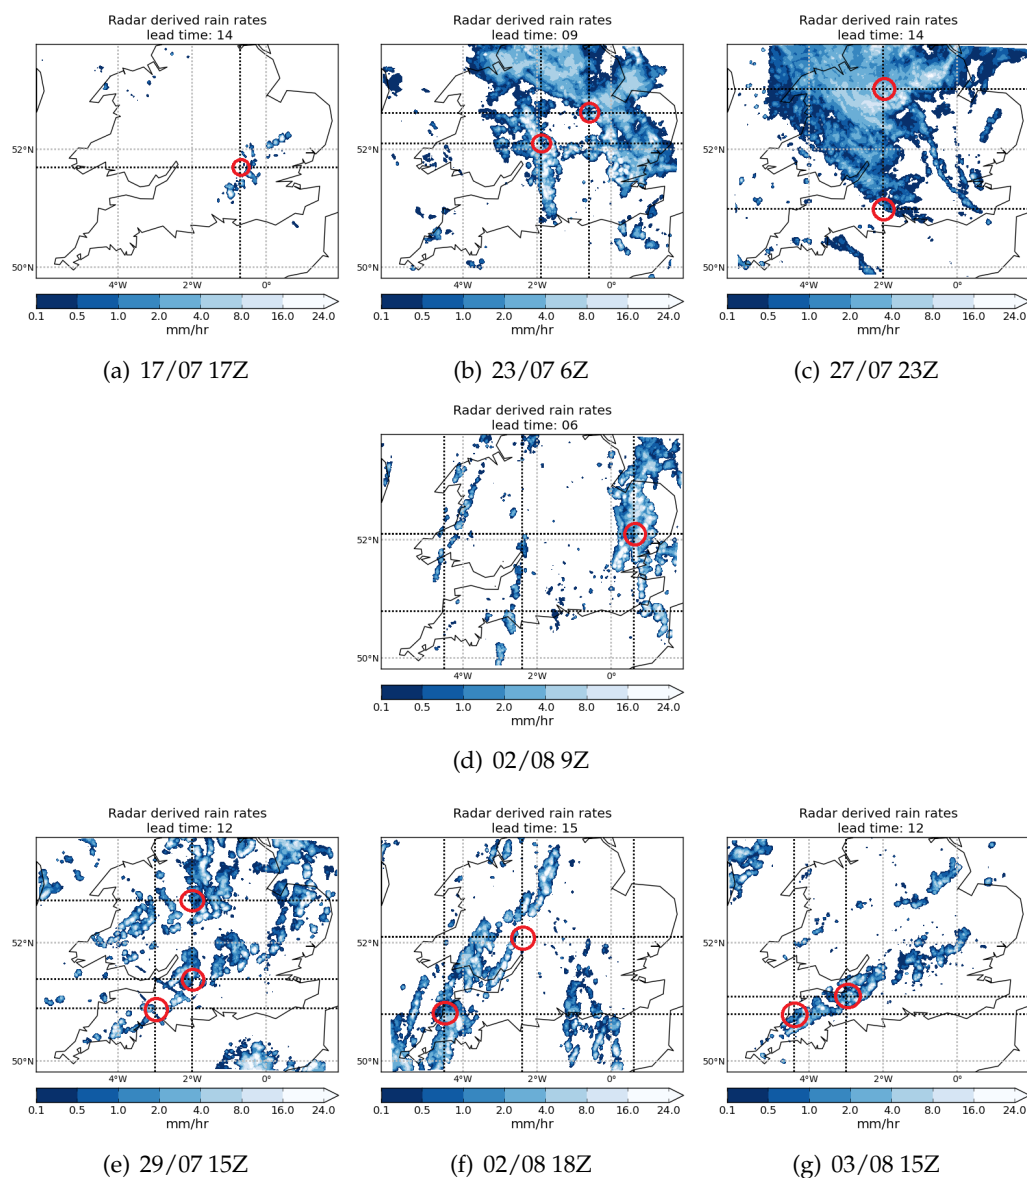 Radar derived rain rates
lead time: 14
52°N
50°N
4°W
2°W
0°
0.1 0.5 1.0 2.0 4.0 8.0 16.0 24.0
mm/hr
(a) 17/07 17Z
Radar derived rain rates
lead time: 09
52°N
50°N
4°W
2°W
0°
0.1 0.5 1.0 2.0 4.0 8.0 16.0 24.0
mm/hr
(b) 23/07 6Z
Radar derived rain rates
lead time: 14
52°N
50°N
4°W
2°W
0°
0.1 0.5 1.0 2.0 4.0 8.0 16.0 24.0
mm/hr
(c) 27/07 23Z
Radar derived rain rates
lead time: 06
52°N
50°N
4°W
2°W
0°
0.1 0.5 1.0 2.0 4.0 8.0 16.0 24.0
mm/hr
(d) 02/08 9Z
Radar derived rain rates
lead time: 12
52°N
50°N
4°W
2°W
0°
0.1 0.5 1.0 2.0 4.0 8.0 16.0 24.0
mm/hr
(e) 29/07 15Z
Radar derived rain rates
lead time: 15
52°N
50°N
4°W
2°W
0°
0.1 0.5 1.0 2.0 4.0 8.0 16.0 24.0
mm/hr
(f) 02/08 18Z
Radar derived rain rates
lead time: 12
52°N
50°N
4°W
2°W
0°
0.1 0.5 1.0 2.0 4.0 8.0 16.0 24.0
mm/hr
(g) 03/08 15Z